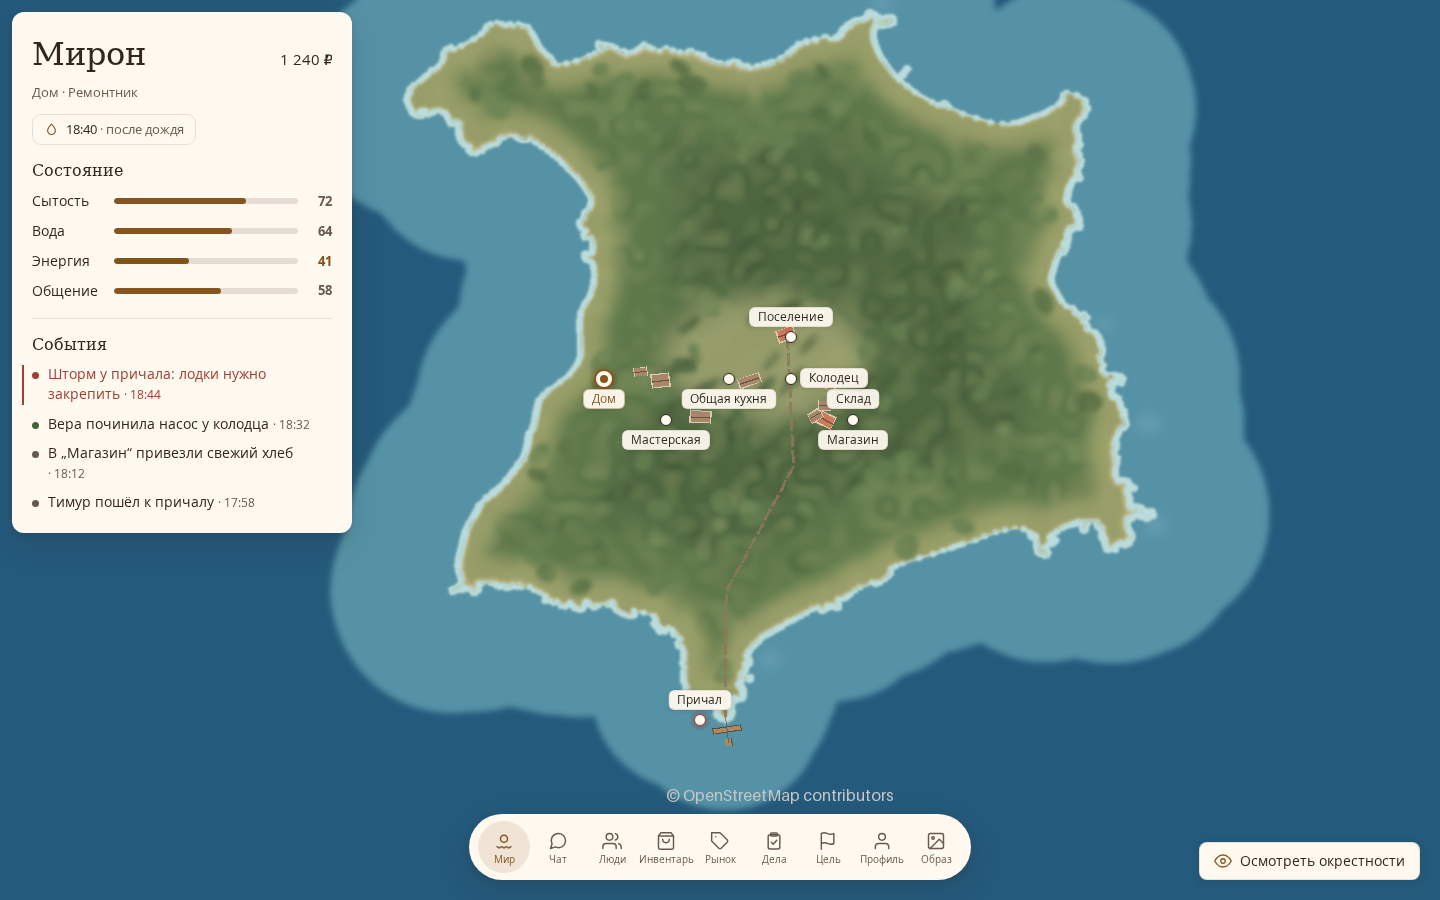 Мирон
1 240 ₽
Дом · Ремонтник
18:40 · после дождя
Состояние
Сытость 72
Вода 64
Энергия 41
Общение 58
События
Шторм у причала: лодки нужно
закрепить · 18:44
Вера починила насос у колодца · 18:32
В „Магазин“ привезли свежий хлеб
· 18:12
Тимур пошёл к причалу · 17:58
Поселение
Колодец
Дом
Общая кухня
Склад
Мастерская
Магазин
Причал
© OpenStreetMap contributors
Мир
Чат
Люди
Инвентарь
Рынок
Дела
Цель
Профиль
Образ
Осмотреть окрестности